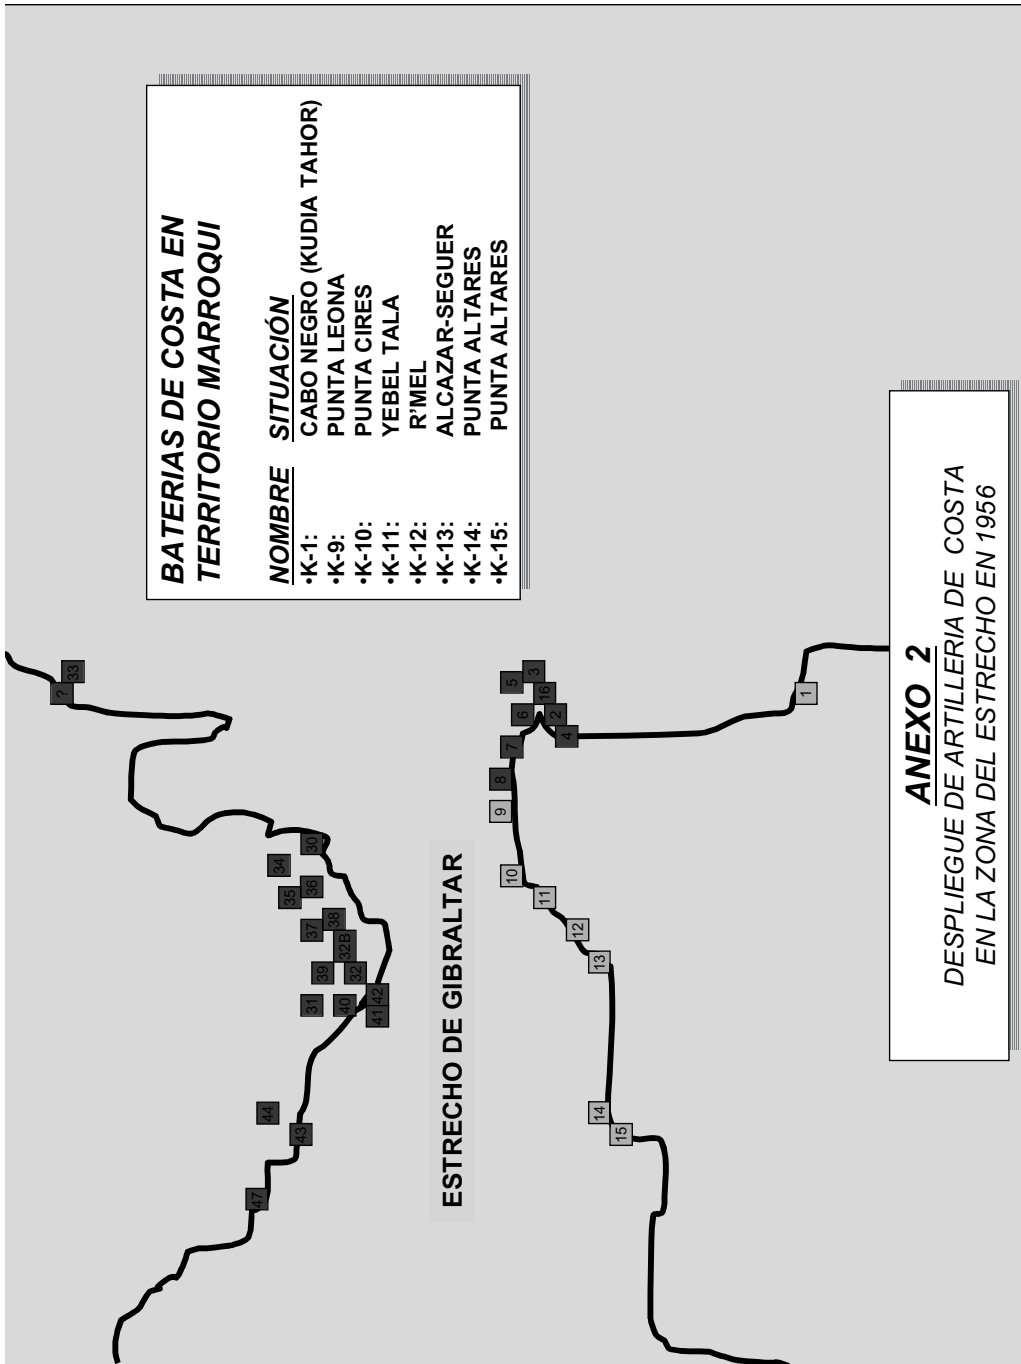 BATERIAS DE COSTA EN
TERRITORIO MARROQUI
NOMBRE SITUACIÓN
•K-1: CABO NEGRO (KUDIA TAHOR)
•K-9: PUNTA LEONA
•K-10: PUNTA CIRES
•K-11: YEBEL TALA
•K-12: R'MEL
•K-13: ALCAZAR-SEGUER
•K-14: PUNTA ALTARES
•K-15: PUNTA ALTARES
?
33
47
44
43
31
40
41
42
39
32
32B
37
38
35
36
34
30
ESTRECHO DE GIBRALTAR
15
14
13
12
11
10
9
8
7
6
5
3
16
2
4
1
ANEXO 2
DESPLIEGUE DE ARTILLERIA DE COSTA
EN LA ZONA DEL ESTRECHO EN 1956